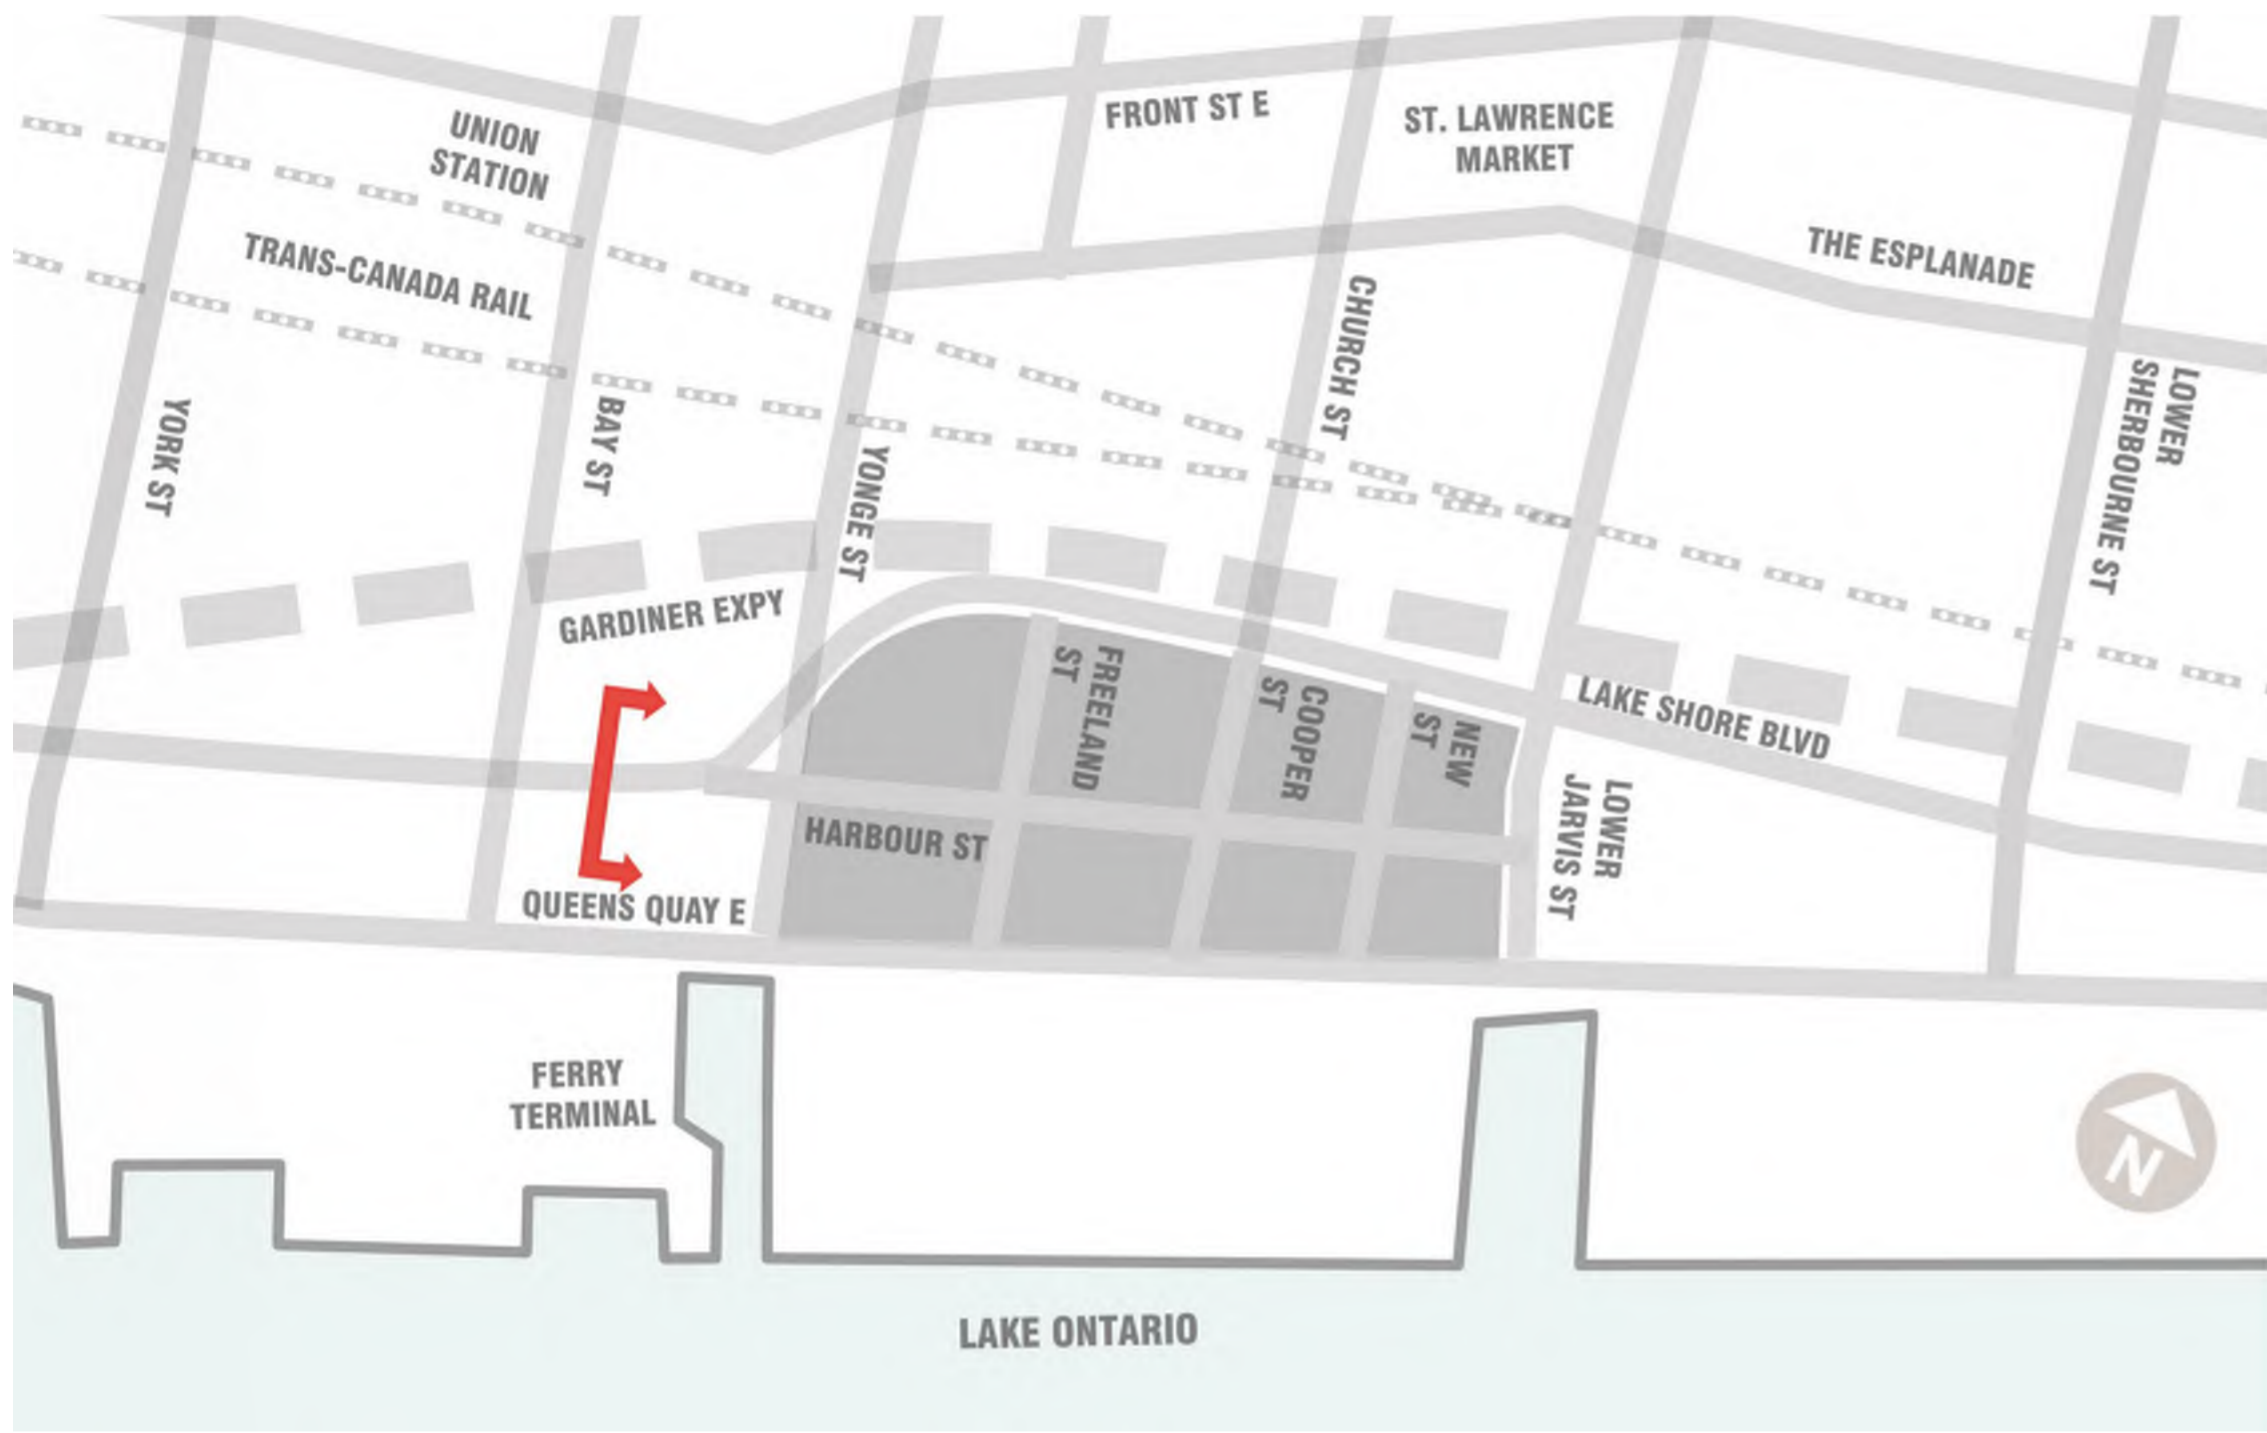 FRONT ST E
ST. LAWRENCE
MARKET
UNION
STATION
TRANS-CANADA RAIL
THE ESPLANADE
CHURCH ST
LOWER
SHERBOURNE ST
YORK ST
BAY ST
YONGE ST
GARDINER EXPY
FREELAND
ST
COOPER
ST
NEW
ST
LAKE SHORE BLVD
LOWER
JARVIS ST
HARBOUR ST
QUEENS QUAY E
FERRY
TERMINAL
N
LAKE ONTARIO